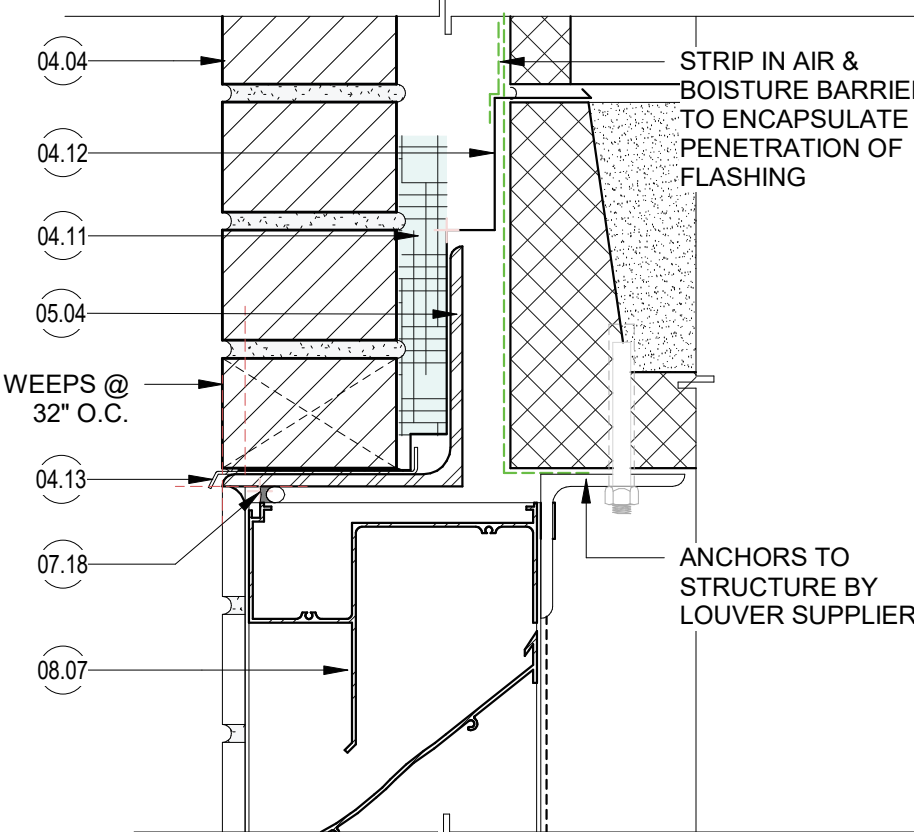 04.04
04.12
04.11
05.04
WEEPS @
32" O.C.
04.13
07.18
08.07
STRIP IN AIR &
BOISTURE BARRIER
TO ENCAPSULATE
PENETRATION OF
FLASHING
ANCHORS TO
STRUCTURE BY
LOUVER SUPPLIER